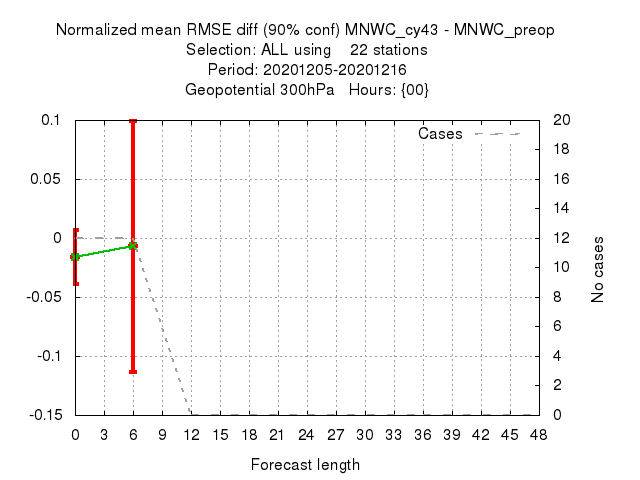 Normalized mean RMSE diff (90% conf) MNWC_cy43 - MNWC_preop
Selection: ALL using    22 stations
Period: 20201205-20201216
Geopotential 300hPa   Hours: {00}
Cases
0.1
0.05
0
-0.05
-0.1
-0.15
20
18
16
14
12
10
8
6
4
2
0
No cases
0 3 6 9 12 15 18 21 24 27 30 33 36 39 42 45 48
Forecast length